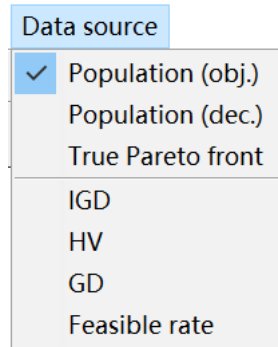 Data source
Population (obj.)
Population (dec.)
True Pareto front
IGD
HV
GD
Feasible rate